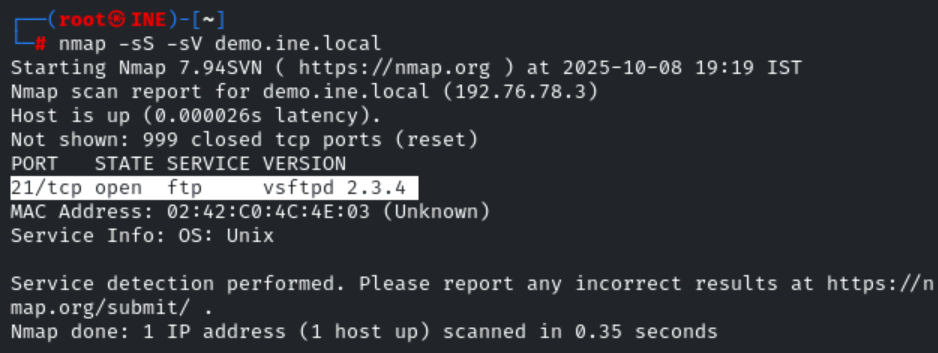 ┌──(root㉿INE)-[~]
└─# nmap -sS -sV demo.ine.local
Starting Nmap 7.94SVN ( https://nmap.org ) at 2025-10-08 19:19 IST
Nmap scan report for demo.ine.local (192.76.78.3)
Host is up (0.000026s latency).
Not shown: 999 closed tcp ports (reset)
PORT   STATE SERVICE VERSION
21/tcp open  ftp     vsftpd 2.3.4
MAC Address: 02:42:C0:4C:4E:03 (Unknown)
Service Info: OS: Unix
Service detection performed. Please report any incorrect results at https://n
map.org/submit/ .
Nmap done: 1 IP address (1 host up) scanned in 0.35 seconds